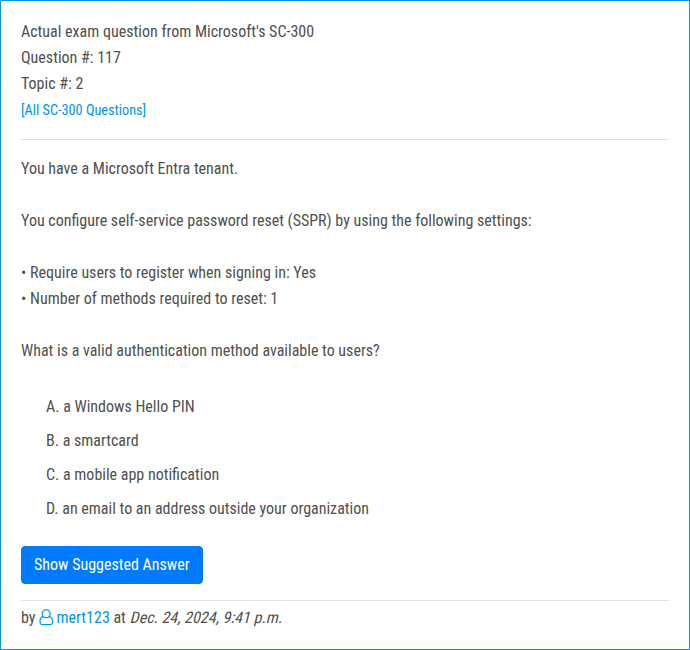 Actual exam question from Microsoft's SC-300
Question #: 117
Topic #: 2
[All SC-300 Questions]
You have a Microsoft Entra tenant.
You configure self-service password reset (SSPR) by using the following settings:
• Require users to register when signing in: Yes
• Number of methods required to reset: 1
What is a valid authentication method available to users?
A. a Windows Hello PIN
B. a smartcard
C. a mobile app notification
D. an email to an address outside your organization
Show Suggested Answer
by mert123 at Dec. 24, 2024, 9:41 p.m.